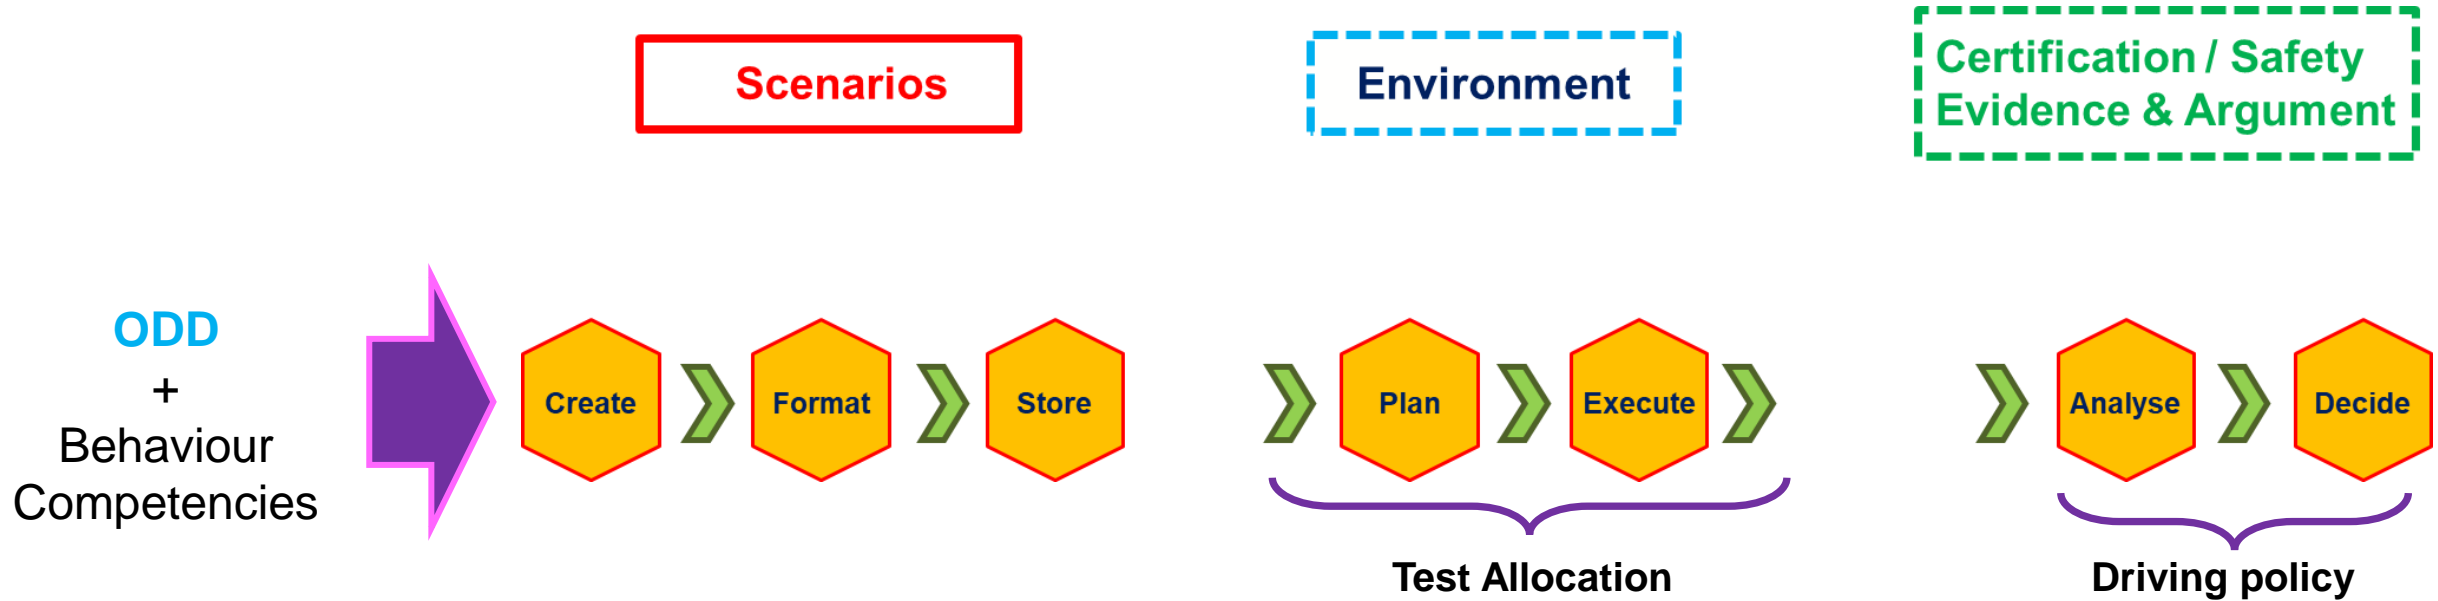 Scenarios
Environment
Certification / Safety
Evidence & Argument
ODD
+
Behaviour
Competencies
Create
Format
Store
Plan
Execute
Analyse
Decide
Test Allocation
Driving policy